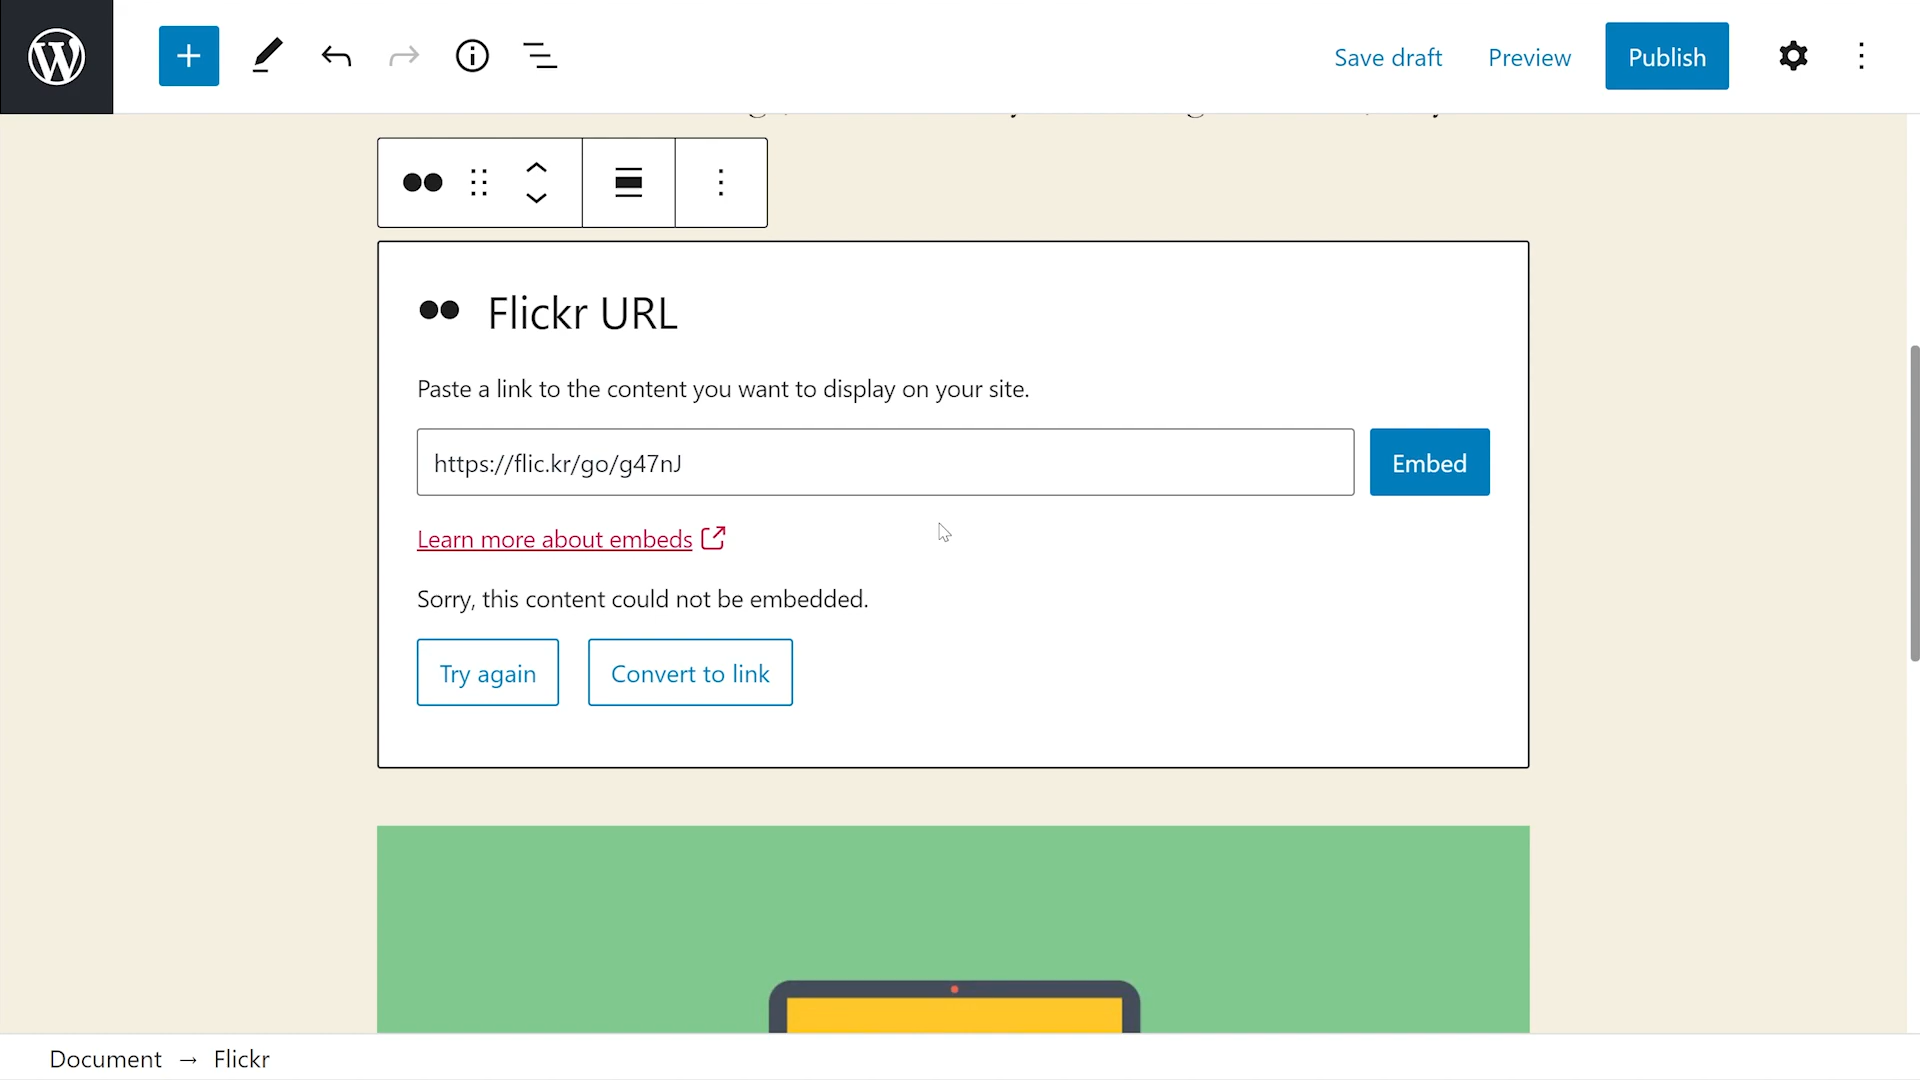 Save draft Preview Publish
Flickr URL
Paste a link to the content you want to display on your site.
https://flic.kr/go/g47nJ Embed
Learn more about embeds
Sorry, this content could not be embedded.
Try again Convert to link
Document → Flickr